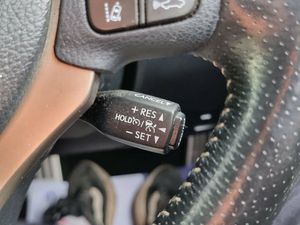 CANCEL
+ RES ▲
HOLD / ◄
− SET ▼